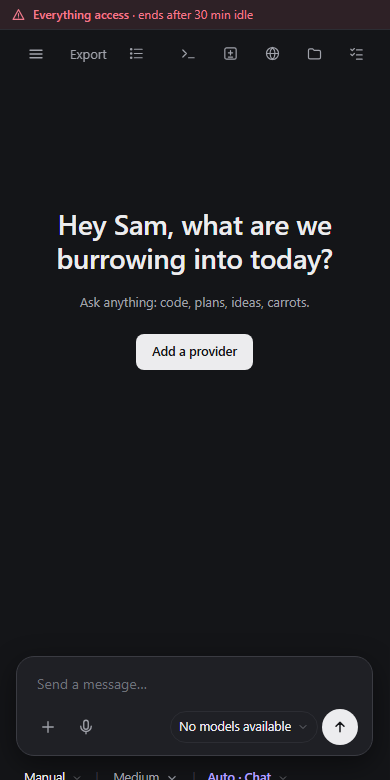 Everything access · ends after 30 min idle
Export
Hey Sam, what are we
burrowing into today?
Ask anything: code, plans, ideas, carrots.
Add a provider
Send a message...
No models available
Manual Medium Auto · Chat